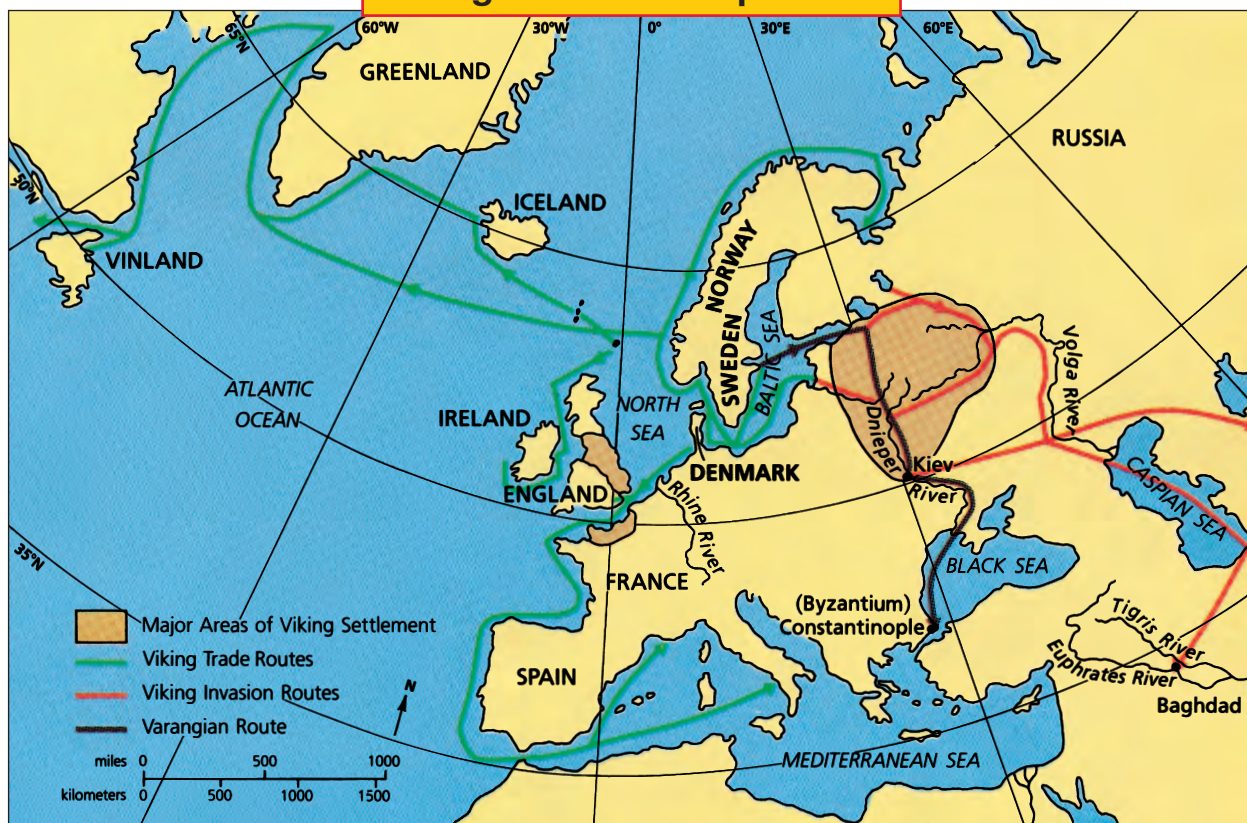 60°W
30°W
0°
30°E
60°E
65°N
GREENLAND
RUSSIA
50°N
ICELAND
VINLAND
NORWAY
SWEDEN
BALTIC SEA
Volga River
ATLANTIC
OCEAN
IRELAND
NORTH
SEA
Dnieper
River
DENMARK
Kiev
ENGLAND
Rhine River
CASPIAN SEA
35°N
FRANCE
BLACK SEA
(Byzantium)
Constantinople
Tigris River
Euphrates River
Baghdad
SPAIN
MEDITERRANEAN SEA
Major Areas of Viking Settlement
Viking Trade Routes
Viking Invasion Routes
Varangian Route
N
miles 0 500 1000
kilometers 0 500 1000 1500